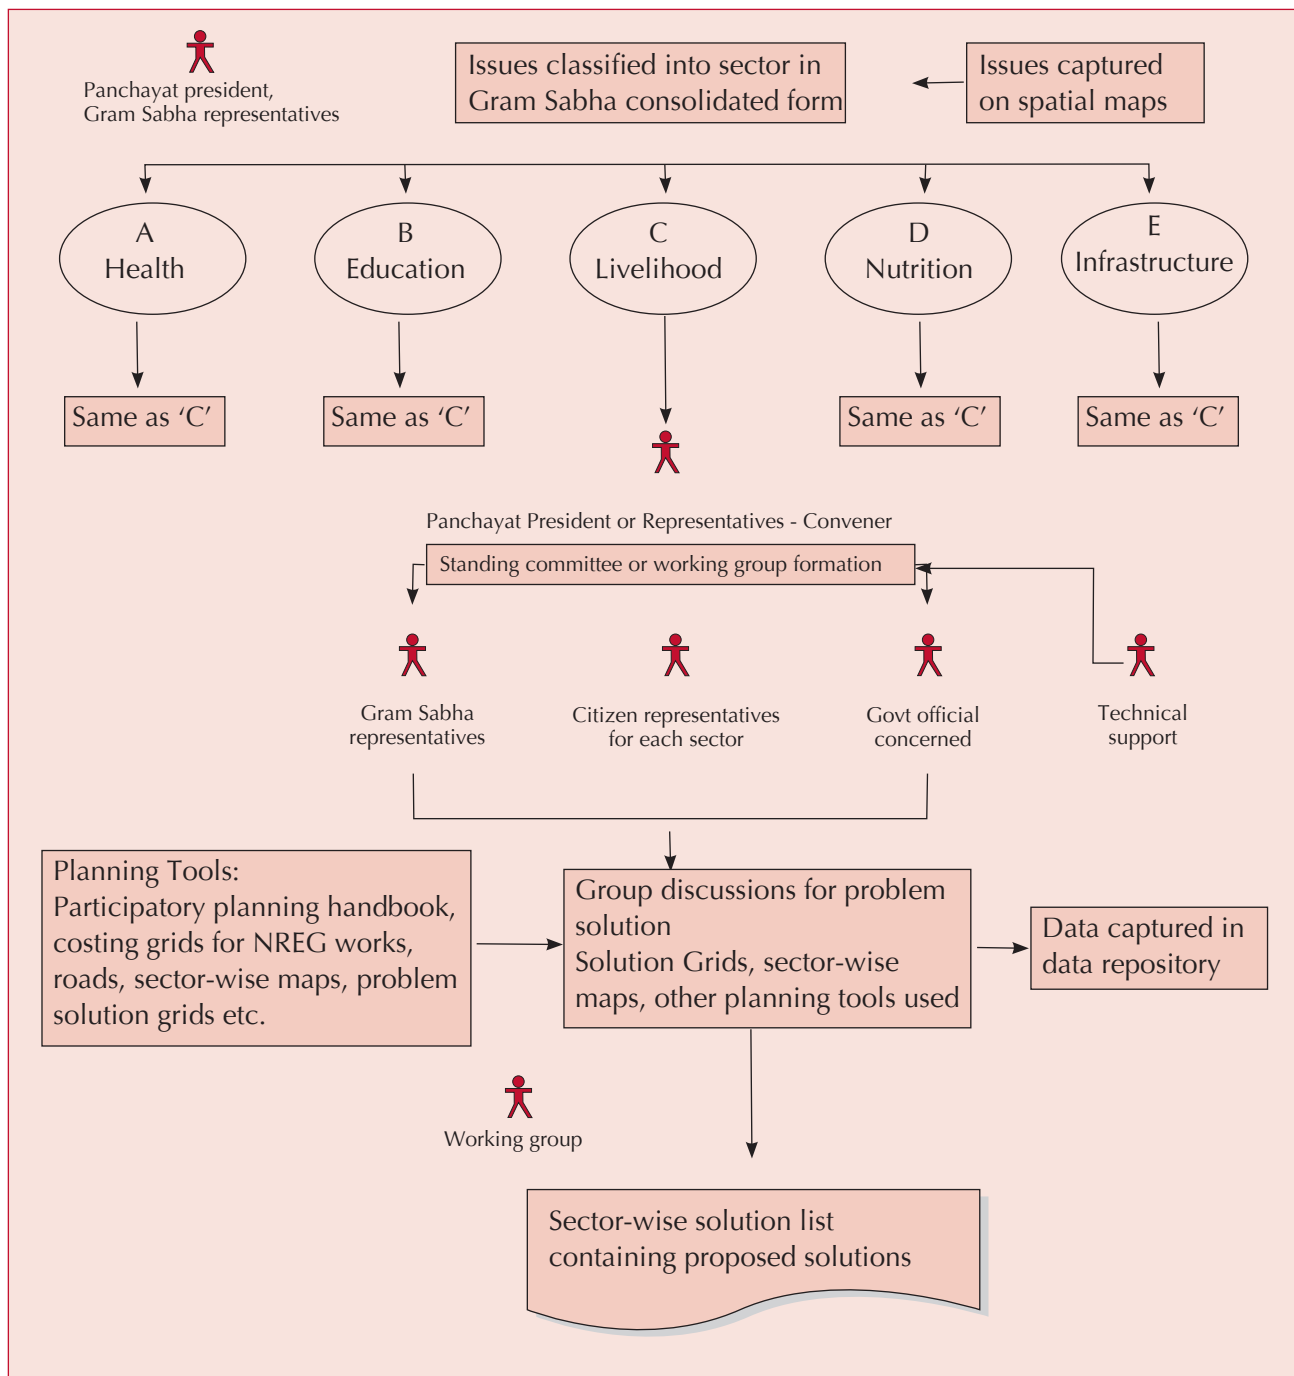 Panchayat president,
Gram Sabha representatives
Issues classified into sector in
Gram Sabha consolidated form
Issues captured
on spatial maps
A
Health
B
Education
C
Livelihood
D
Nutrition
E
Infrastructure
Same as ‘C’
Same as ‘C’
Same as ‘C’
Same as ‘C’
Panchayat President or Representatives - Convener
Standing committee or working group formation
Gram Sabha
representatives
Citizen representatives
for each sector
Govt official
concerned
Technical
support
Planning Tools:
Participatory planning handbook,
costing grids for NREG works,
roads, sector-wise maps, problem
solution grids etc.
Group discussions for problem
solution
Solution Grids, sector-wise
maps, other planning tools used
Data captured in
data repository
Working group
Sector-wise solution list
containing proposed solutions